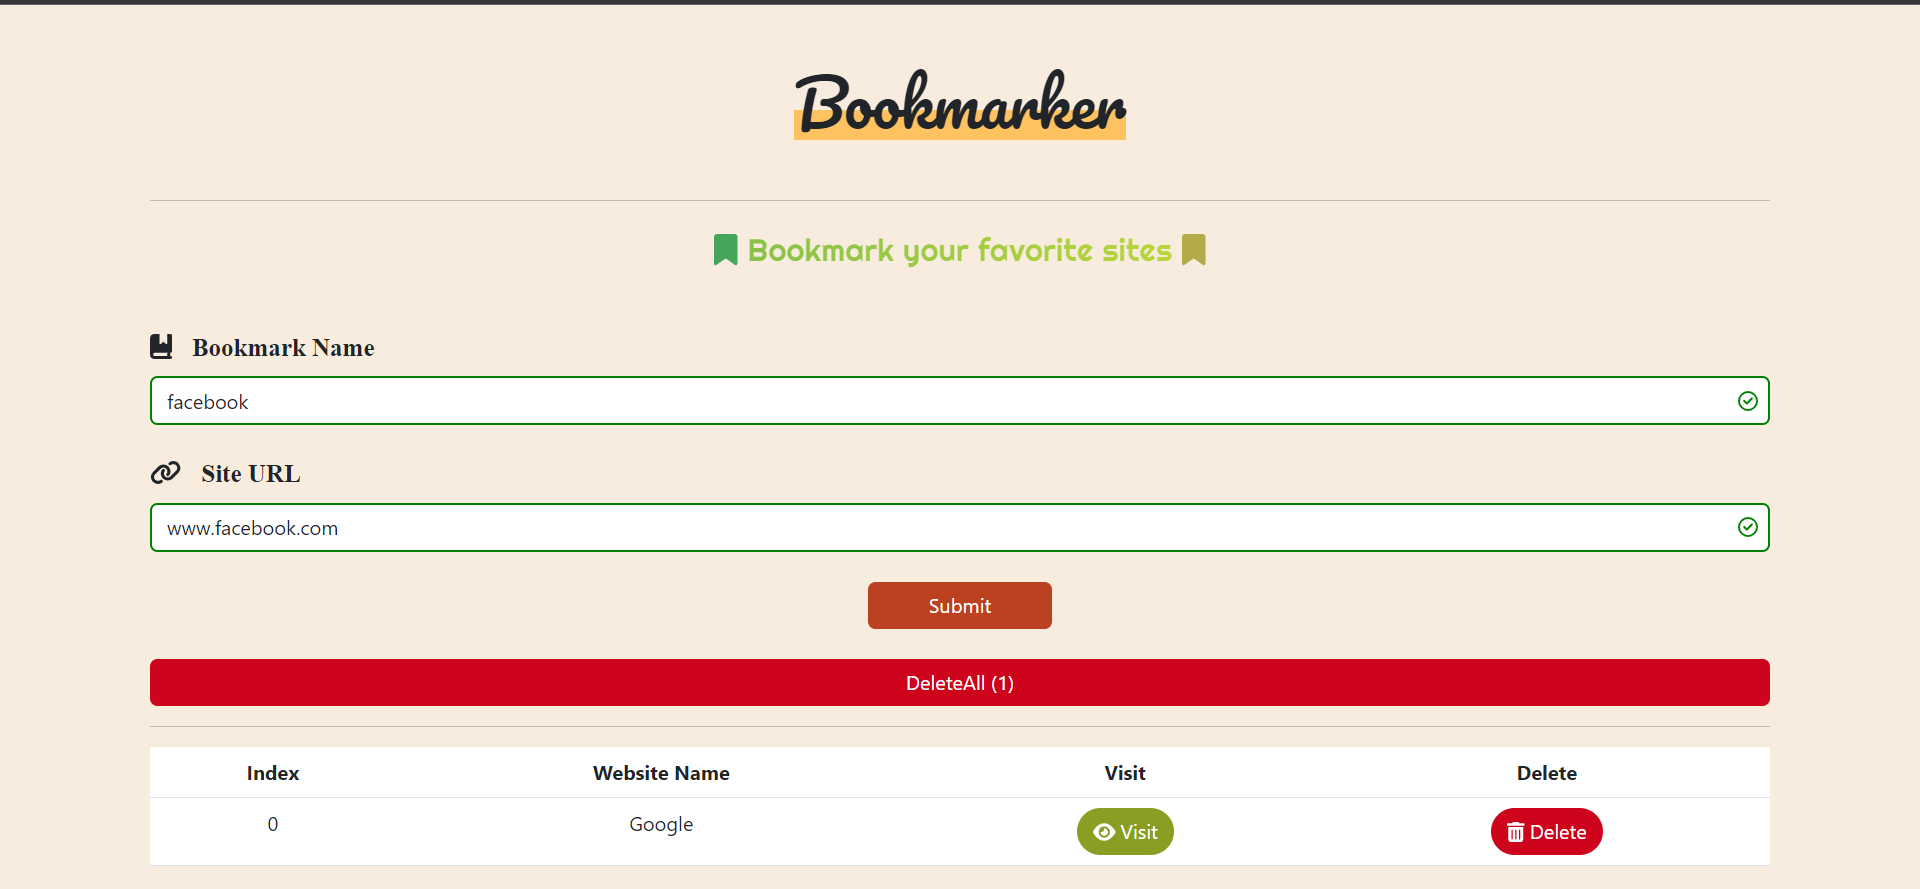 Bookmarker
Bookmark your favorite sites
Bookmark Name
facebook
Site URL
www.facebook.com
Submit
DeleteAll (1)
Index Website Name Visit Delete
0 Google Visit Delete